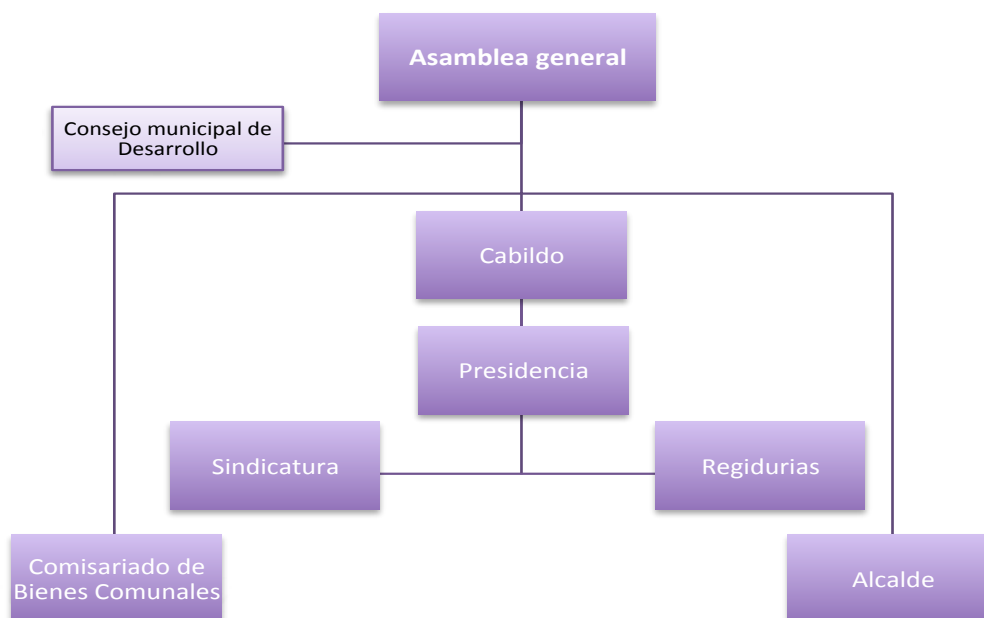 Asamblea general
Consejo municipal de
Desarrollo
Cabildo
Presidencia
Sindicatura
Regidurias
Comisariado de
Bienes Comunales
Alcalde